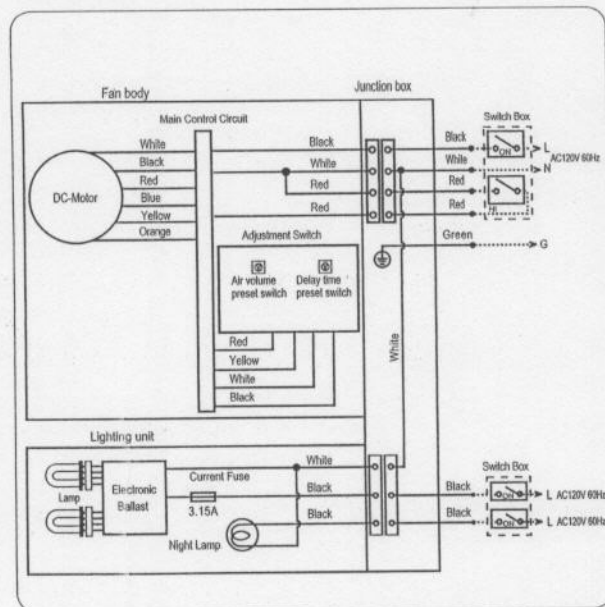 Fan body
Junction box
Main Control Circuit
Switch Box
White
Black
Red
Blue
Yellow
Orange
DC-Motor
Black
White
Red
Red
Black
White
Red
Red
ON
L
AC120V 60Hz
N
HI
Green
G
Adjustment Switch
Air volume
preset switch
Delay time
preset switch
Red
Yellow
White
Black
White
Lighting unit
Lamp
Electronic
Ballast
White
Current Fuse
Black
3.15A
Black
Night Lamp
Switch Box
Black
ON
L AC120V 60Hz
Black
ON
L AC120V 60Hz